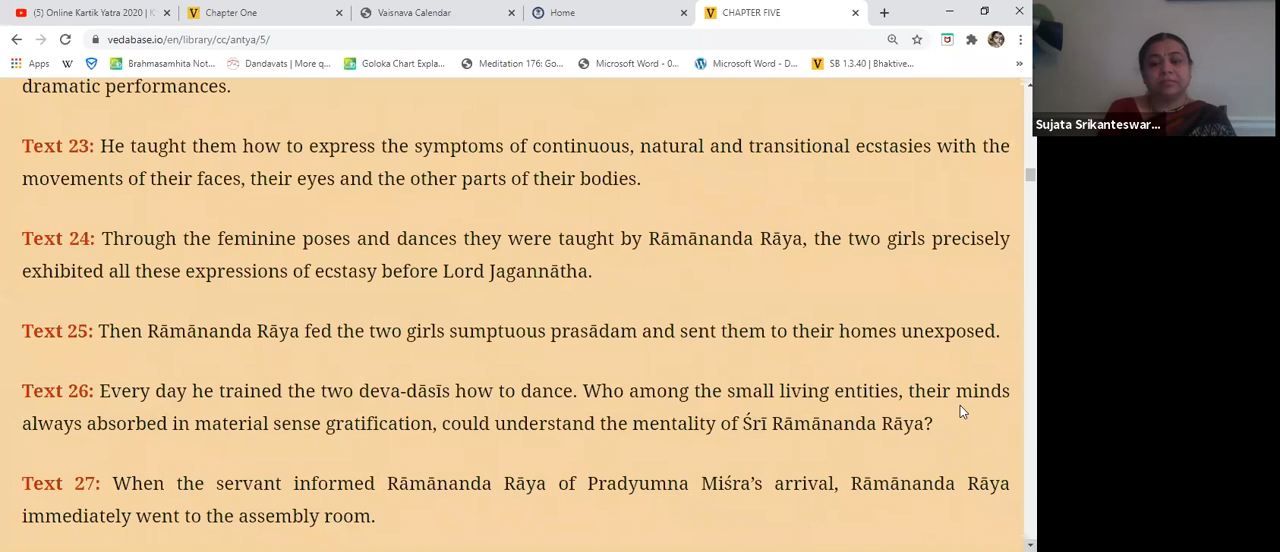 (5) Online Kartik Yatra 2020 | K
Chapter One
Vaisnava Calendar
Home
CHAPTER FIVE
vedabase.io/en/library/cc/antya/5/
Apps
Brahmasamhita Not...
Dandavats | More q...
Goloka Chart Expla...
Meditation 176: Go...
Microsoft Word - 0...
Microsoft Word - D...
SB 1.3.40 | Bhaktive...
»
dramatic performances.
Text 23: He taught them how to express the symptoms of continuous, natural and transitional ecstasies with the
movements of their faces, their eyes and the other parts of their bodies.
Text 24: Through the feminine poses and dances they were taught by Rāmānanda Rāya, the two girls precisely
exhibited all these expressions of ecstasy before Lord Jagannātha.
Text 25: Then Rāmānanda Rāya fed the two girls sumptuous prasādam and sent them to their homes unexposed.
Text 26: Every day he trained the two deva-dāsīs how to dance. Who among the small living entities, their minds
always absorbed in material sense gratification, could understand the mentality of Śrī Rāmānanda Rāya?
Text 27: When the servant informed Rāmānanda Rāya of Pradyumna Miśra's arrival, Rāmānanda Rāya
immediately went to the assembly room.
Sujata Srikanteswar...